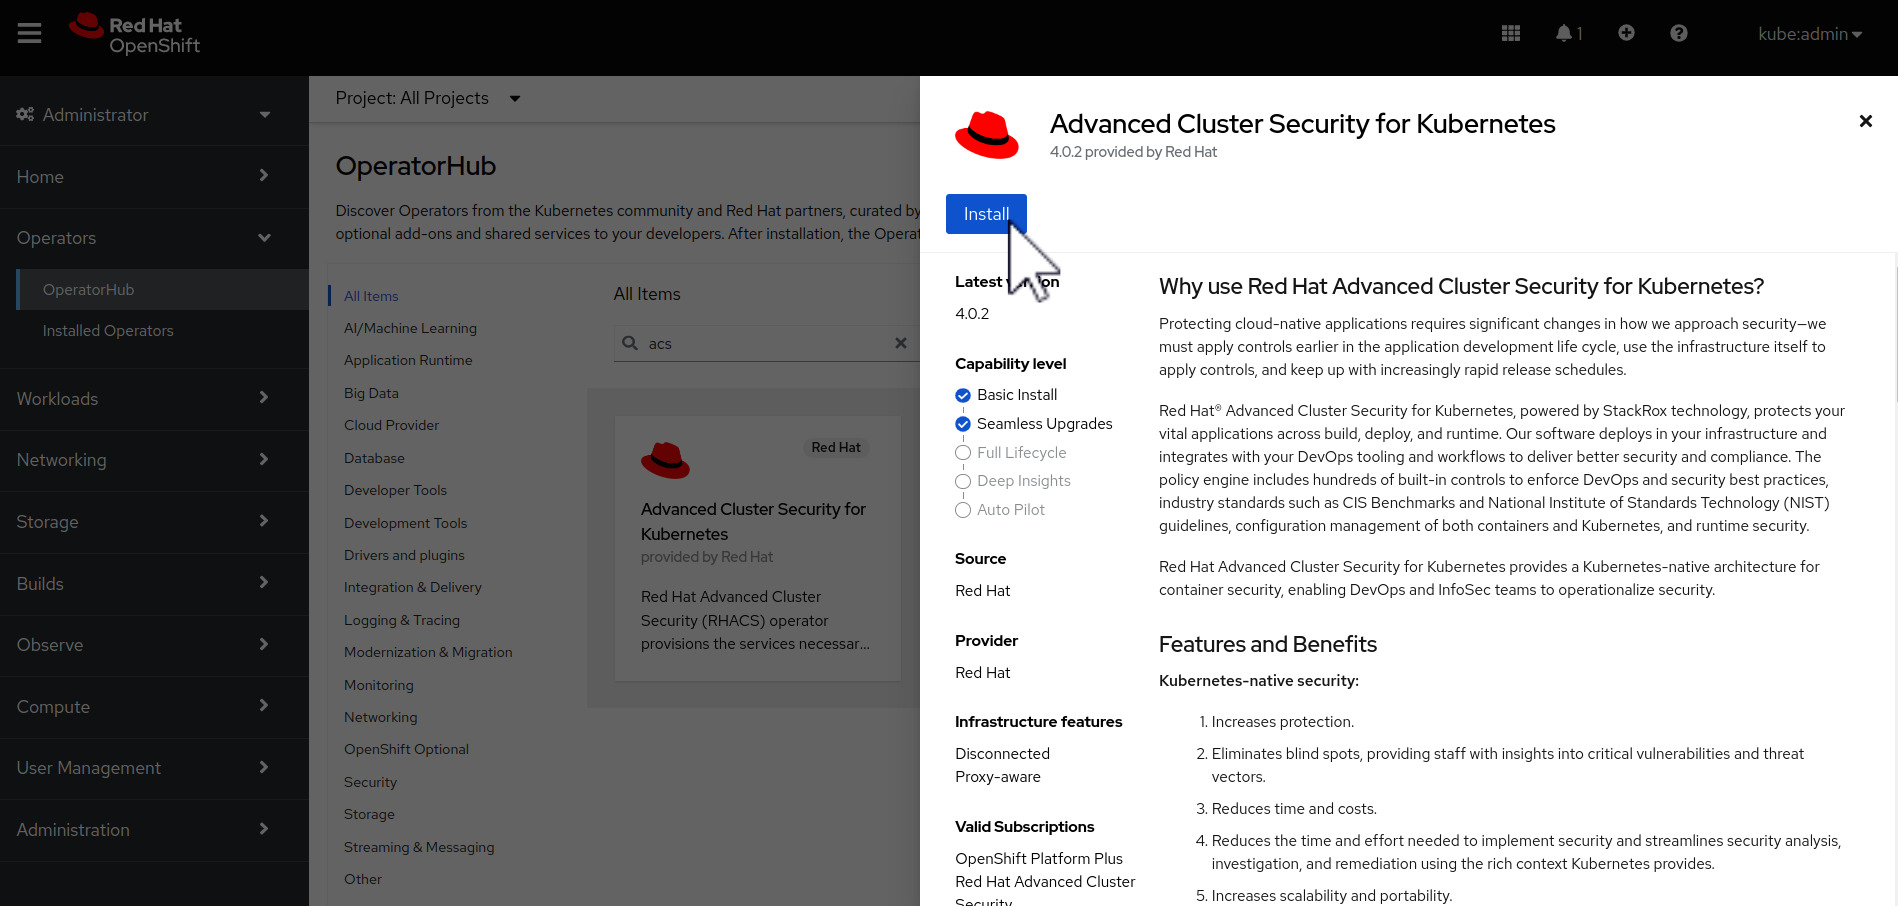 Red Hat
OpenShift
1
kube:admin
Administrator
Home
Operators
OperatorHub
Installed Operators
Workloads
Networking
Storage
Builds
Observe
Compute
User Management
Administration
Project: All Projects
OperatorHub
Discover Operators from the Kubernetes community and Red Hat partners, curated by
optional add-ons and shared services to your developers. After installation, the Operat
All Items
AI/Machine Learning
Application Runtime
Big Data
Cloud Provider
Database
Developer Tools
Development Tools
Drivers and plugins
Integration & Delivery
Logging & Tracing
Modernization & Migration
Monitoring
Networking
OpenShift Optional
Security
Storage
Streaming & Messaging
Other
All Items
acs
Red Hat
Advanced Cluster Security for
Kubernetes
provided by Red Hat
Red Hat Advanced Cluster
Security (RHACS) operator
provisions the services necessar...
Advanced Cluster Security for Kubernetes
4.0.2 provided by Red Hat
Install
Latest version
4.0.2
Capability level
Basic Install
Seamless Upgrades
Full Lifecycle
Deep Insights
Auto Pilot
Source
Red Hat
Provider
Red Hat
Infrastructure features
Disconnected
Proxy-aware
Valid Subscriptions
OpenShift Platform Plus
Red Hat Advanced Cluster
Security
Why use Red Hat Advanced Cluster Security for Kubernetes?
Protecting cloud-native applications requires significant changes in how we approach security—we
must apply controls earlier in the application development life cycle, use the infrastructure itself to
apply controls, and keep up with increasingly rapid release schedules.
Red Hat® Advanced Cluster Security for Kubernetes, powered by StackRox technology, protects your
vital applications across build, deploy, and runtime. Our software deploys in your infrastructure and
integrates with your DevOps tooling and workflows to deliver better security and compliance. The
policy engine includes hundreds of built-in controls to enforce DevOps and security best practices,
industry standards such as CIS Benchmarks and National Institute of Standards Technology (NIST)
guidelines, configuration management of both containers and Kubernetes, and runtime security.
Red Hat Advanced Cluster Security for Kubernetes provides a Kubernetes-native architecture for
container security, enabling DevOps and InfoSec teams to operationalize security.
Features and Benefits
Kubernetes-native security:
1. Increases protection.
2. Eliminates blind spots, providing staff with insights into critical vulnerabilities and threat
vectors.
3. Reduces time and costs.
4. Reduces the time and effort needed to implement security and streamlines security analysis,
investigation, and remediation using the rich context Kubernetes provides.
5. Increases scalability and portability.